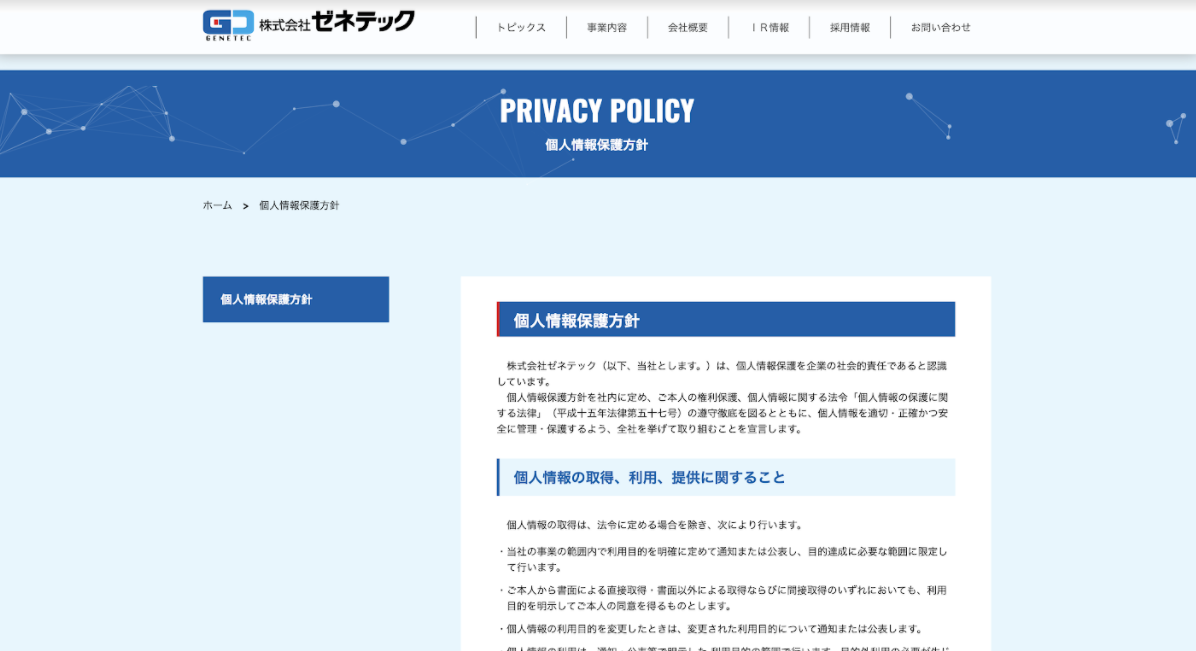 GENETEC
株式会社ゼネテック
トピックス
事業内容
会社概要
ＩＲ情報
採用情報
お問い合わせ
PRIVACY POLICY
個人情報保護方針
ホーム > 個人情報保護方針
個人情報保護方針
個人情報保護方針
株式会社ゼネテック（以下、当社とします。）は、個人情報保護を企業の社会的責任であると認識
しています。
個人情報保護方針を社内に定め、ご本人の権利保護、個人情報に関する法令「個人情報の保護に関
する法律」（平成十五年法律第五十七号）の遵守徹底を図るとともに、個人情報を適切・正確かつ安
全に管理・保護するよう、全社を挙げて取り組むことを宣言します。
個人情報の取得、利用、提供に関すること
個人情報の取得は、法令に定める場合を除き、次により行います。
・当社の事業の範囲内で利用目的を明確に定めて通知または公表し、目的達成に必要な範囲に限定し
て行います。
・ご本人から書面による直接取得・書面以外による取得ならびに間接取得のいずれにおいても、利用
目的を明示してご本人の同意を得るものとします。
・個人情報の利用目的を変更したときは、変更された利用目的について通知または公表します。